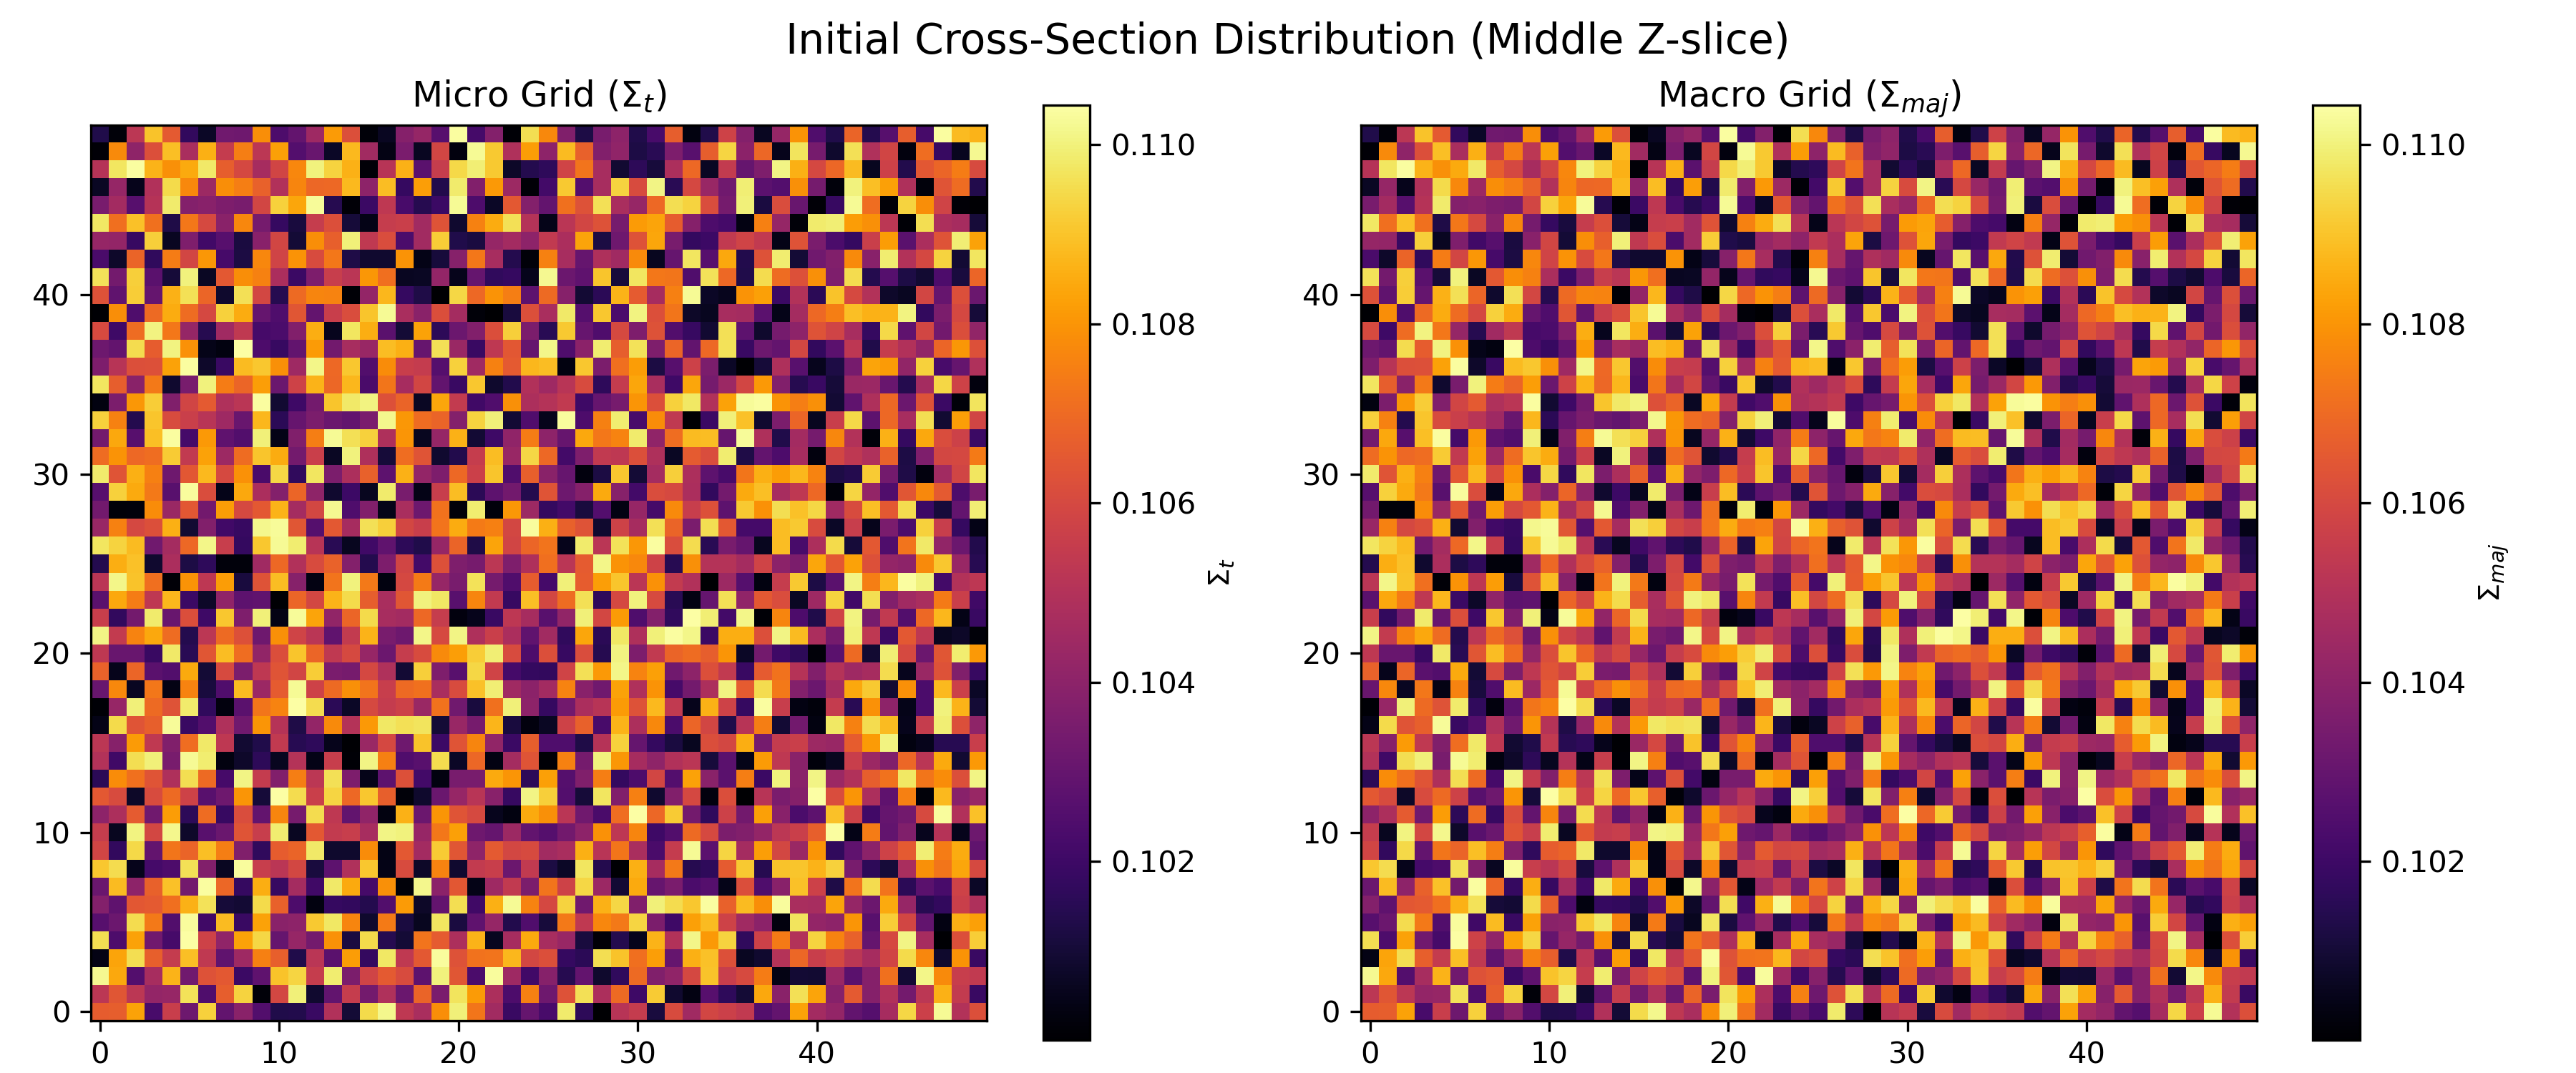 Initial Cross-Section Distribution (Middle Z-slice)
Micro Grid (Σt)
Macro Grid (Σmaj)
40
30
20
10
0
0 10 20 30 40
0.110
0.108
0.106
0.104
0.102
Σt
40
30
20
10
0
0 10 20 30 40
0.110
0.108
0.106
0.104
0.102
Σmaj